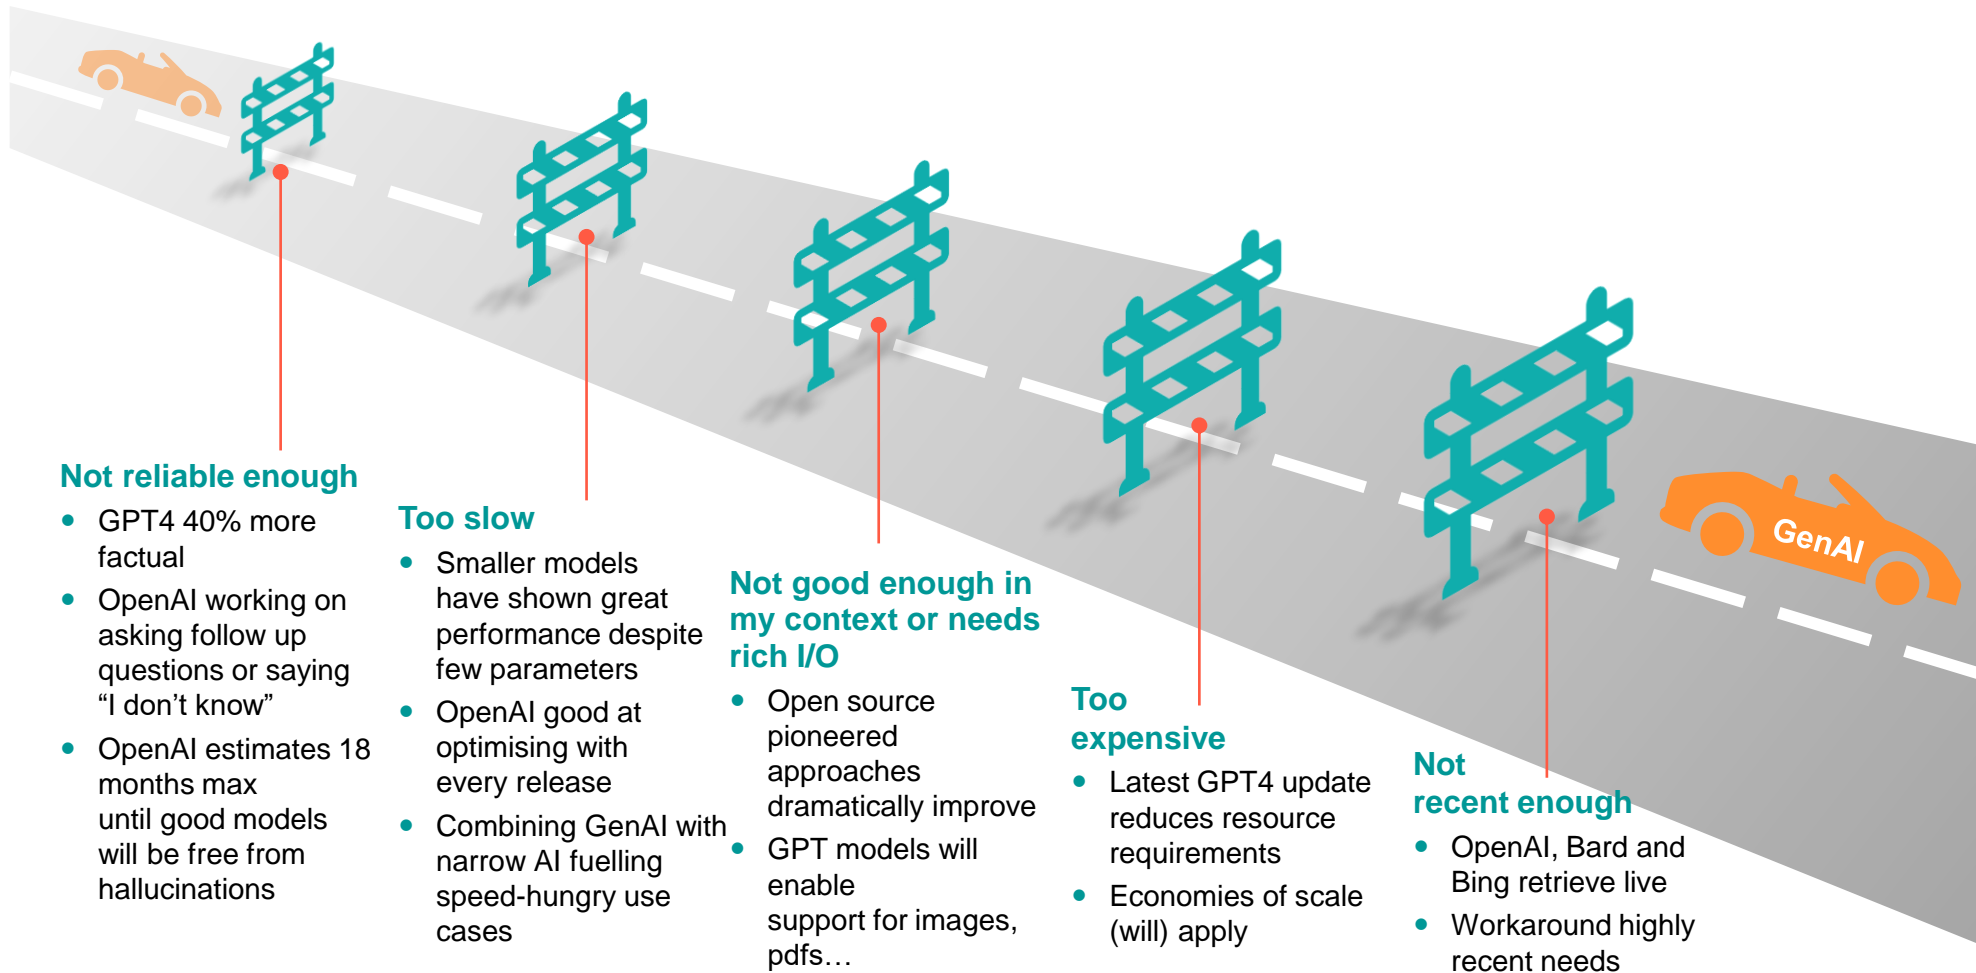 Not reliable enough
• GPT4 40% more
factual
• OpenAI working on
asking follow up
questions or saying
“I don’t know”
• OpenAI estimates 18
months max
until good models
will be free from
hallucinations
Too slow
• Smaller models
have shown great
performance despite
few parameters
• OpenAI good at
optimising with
every release
• Combining GenAI with
narrow AI fuelling
speed-hungry use
cases
Not good enough in
my context or needs
rich I/O
• Open source
pioneered
approaches
dramatically improve
• GPT models will
enable
support for images,
pdfs…
Too
expensive
• Latest GPT4 update
reduces resource
requirements
• Economies of scale
(will) apply
Not
recent enough
• OpenAI, Bard and
Bing retrieve live
• Workaround highly
recent needs
GenAI